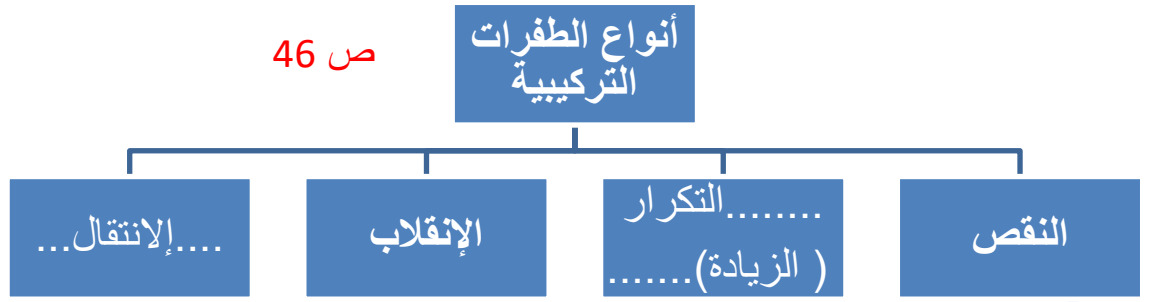 أنواع الطفرات
التركيبية
ص 46
النقص
........التكرار
( الزيادة).......
الإنقلاب
....الإنتقال...